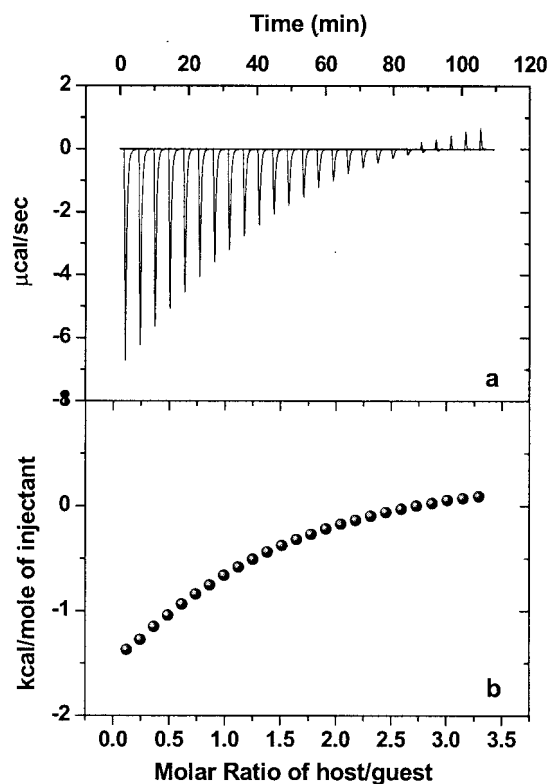 Time (min)
0 20 40 60 80 100 120
2
0
-2
-4
-6
-8
μcal/sec
a
0
-1
-2
kcal/mole of injectant
b
0.0 0.5 1.0 1.5 2.0 2.5 3.0 3.5
Molar Ratio of host/guest